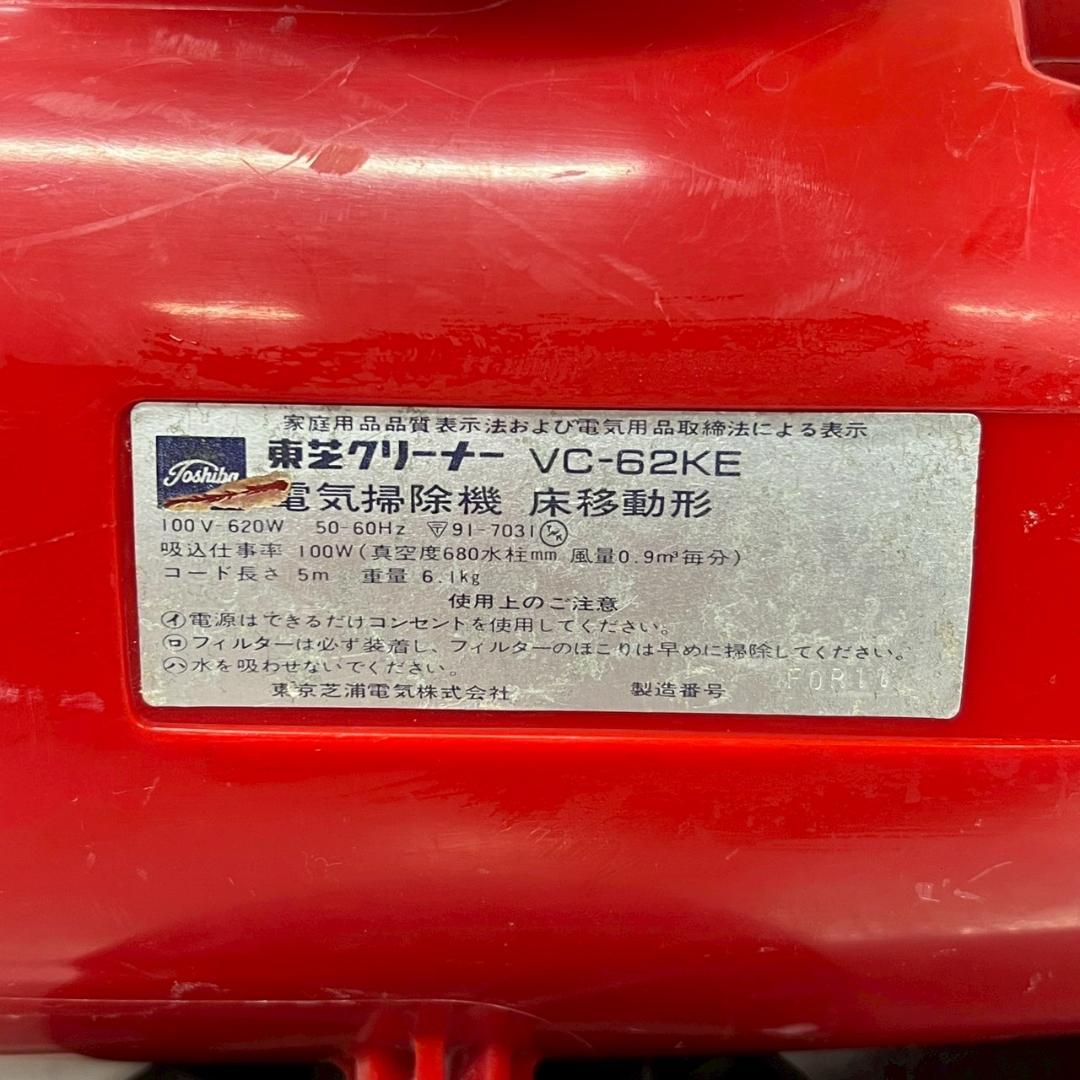 家庭用品品質表示法および電気用品取締法による表示
Toshiba 東芝クリーナー VC-62KE
電気掃除機 床移動形
100V-620W 50-60Hz 91-7031
吸込仕事率 100W(真空度680水柱mm 風量0.9m³毎分)
コード長さ 5m 重量 6.1kg
使用上のご注意
㋑電源はできるだけコンセントを使用してください。
㋺フィルターは必ず装着し、フィルターのほこりは早めに掃除してください。
㋩水を吸わせないでください。
東京芝浦電気株式会社 製造番号